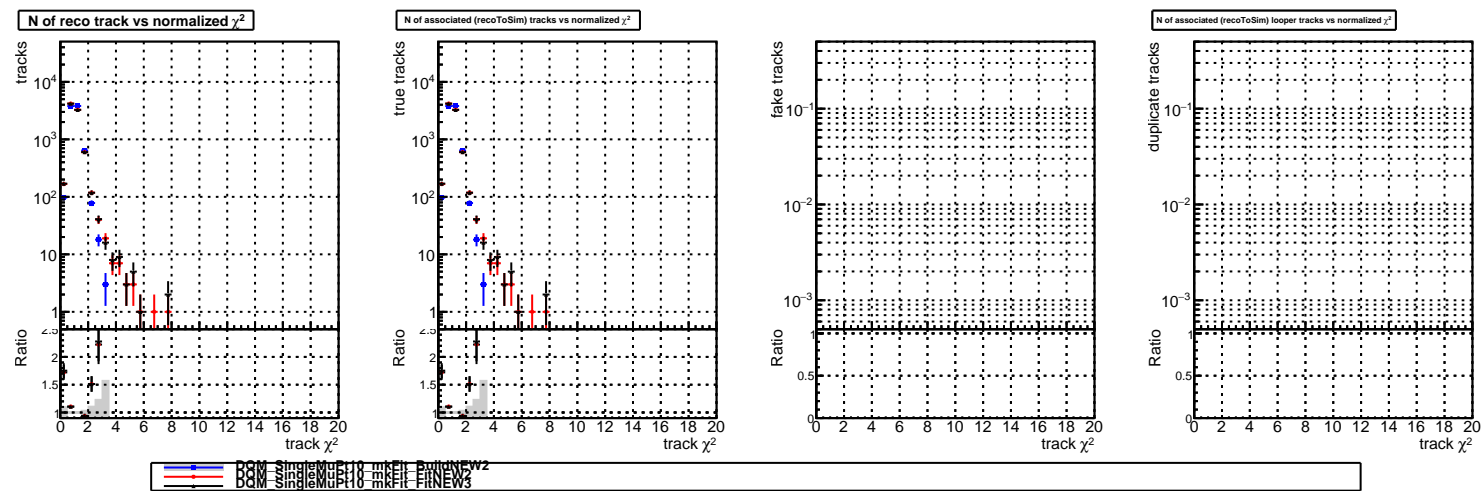 N of reco track vs normalized χ²
N of associated (recoToSim) tracks vs normalized χ²
N of associated (recoToSim) looper tracks vs normalized χ²
tracks
10⁴
10³
10²
10
1
Ratio
2.5
2
1.5
1
0 2 4 6 8 10 12 14 16 18 20
track χ²
true tracks
10⁴
10³
10²
10
1
Ratio
2.5
2
1.5
1
0 2 4 6 8 10 12 14 16 18 20
track χ²
fake tracks
10⁻¹
10⁻²
10⁻³
Ratio
1
0.5
0
0 2 4 6 8 10 12 14 16 18 20
track χ²
duplicate tracks
10⁻¹
10⁻²
10⁻³
Ratio
1
0.5
0
0 2 4 6 8 10 12 14 16 18 20
track χ²
DQM_SingleMuPt10_mkFit_BuildNEW2
DQM_SingleMuPt10_mkFit_FitNEW2
DQM_SingleMuPt10_mkFit_FitNEW3